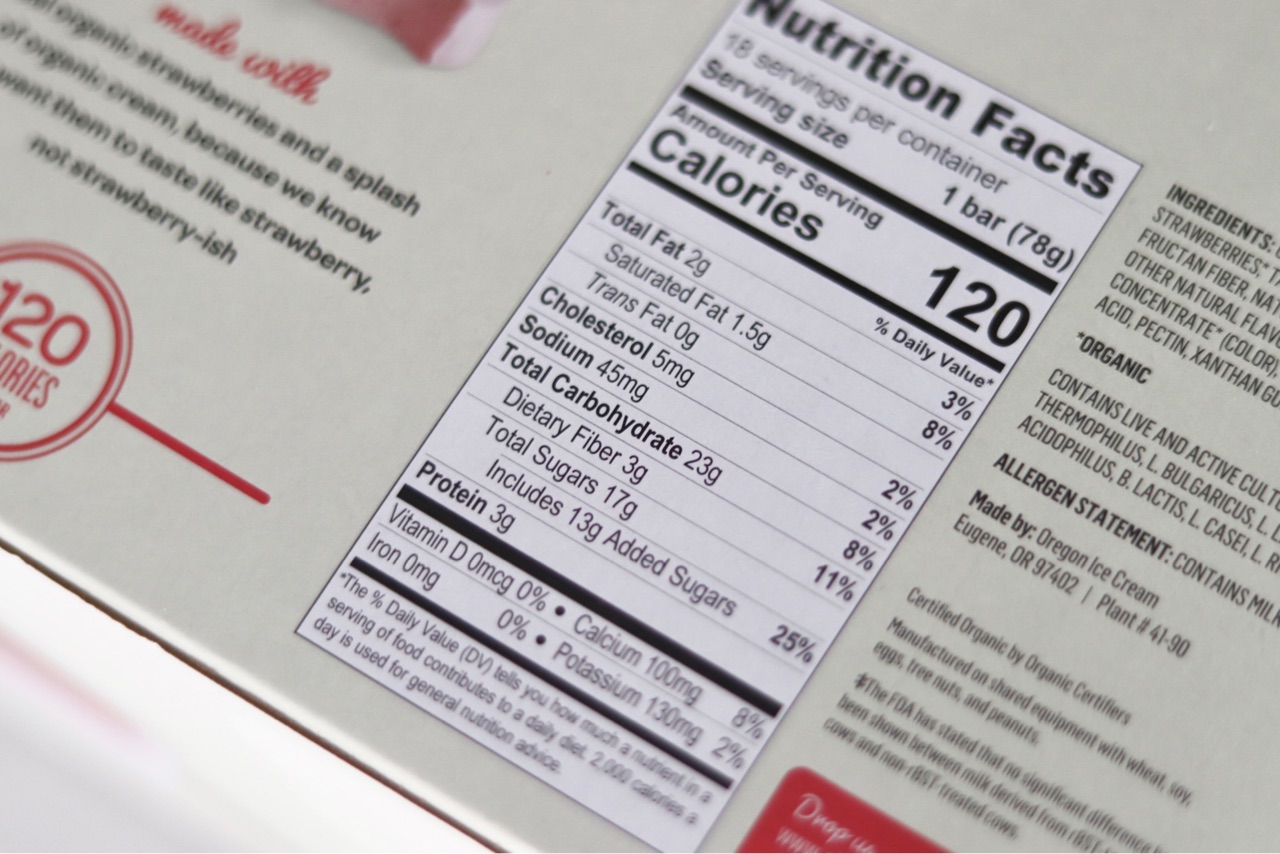 made with
organic strawberries and a splash
of organic cream, because we know
want them to taste like strawberry,
not strawberry-ish
120
Nutrition Facts
18 servings per container
Serving size 1 bar (78g)
Amount Per Serving
Calories 120
% Daily Value*
Total Fat 2g 3%
Saturated Fat 1.5g 8%
Trans Fat 0g
Cholesterol 5mg 2%
Sodium 45mg 2%
Total Carbohydrate 23g 8%
Dietary Fiber 3g 11%
Total Sugars 17g
Includes 13g Added Sugars 25%
Protein 3g
Vitamin D 0mcg 0% • Calcium 100mg 8%
Iron 0mg 0% • Potassium 130mg 2%
*The % Daily Value (DV) tells you how much a nutrient in a
serving of food contributes to a daily diet. 2,000 calories a
day is used for general nutrition advice.
INGREDIENTS:
STRAWBERRIES*,
FRUCTAN FIBER,
OTHER NATURAL
CONCENTRATE* (COLOR),
ACID, PECTIN, XANTHAN
*ORGANIC
CONTAINS LIVE AND ACTIVE
THERMOPHILUS, L. BULGARICUS, L.
ACIDOPHILUS, B. LACTIS, L. CASEI, L.
ALLERGEN STATEMENT: CONTAINS
Made by: Oregon Ice Cream
Eugene, OR 97402 | Plant # 41-90
Certified Organic by Organic Certifiers
Manufactured on shared equipment with wheat, soy,
eggs, tree nuts, and peanuts.
‡The FDA has stated that no significant difference
been shown between milk derived from rBST-
cows and non-rBST treated cows.
Drop